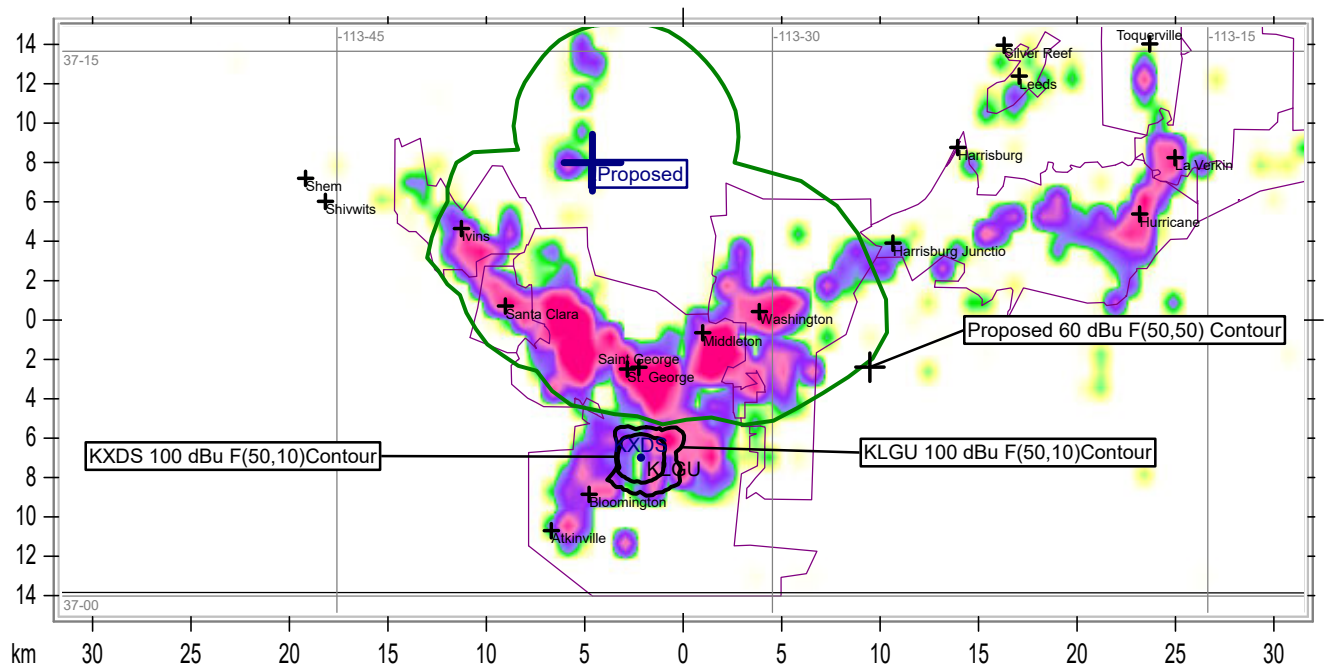 14
12
10
8
6
4
2
0
2
4
6
8
10
12
14
37-15
-113-45
-113-30
-113-15
Toquerville
Silver Reef
Leeds
Harrisburg
La Verkin
Proposed
Shem
Shivwits
Ivins
Hurricane
Harrisburg Junctio
Santa Clara
Washington
Middleton
Proposed 60 dBu F(50,50) Contour
Saint George
St. George
KXDS 100 dBu F(50,10)Contour
KXDS
KLGU
KLGU 100 dBu F(50,10)Contour
Bloomington
Atkinville
37-00
km 30 25 20 15 10 5 0 5 10 15 20 25 30